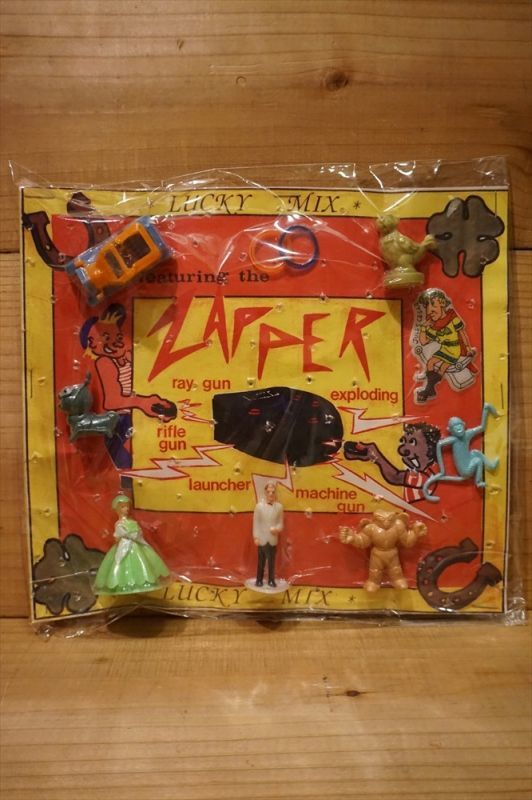 * LUCKY MIX *
featuring the
ZAPPER
ray gun
exploding
rifle
gun
launcher
machine
gun
* LUCKY MIX *